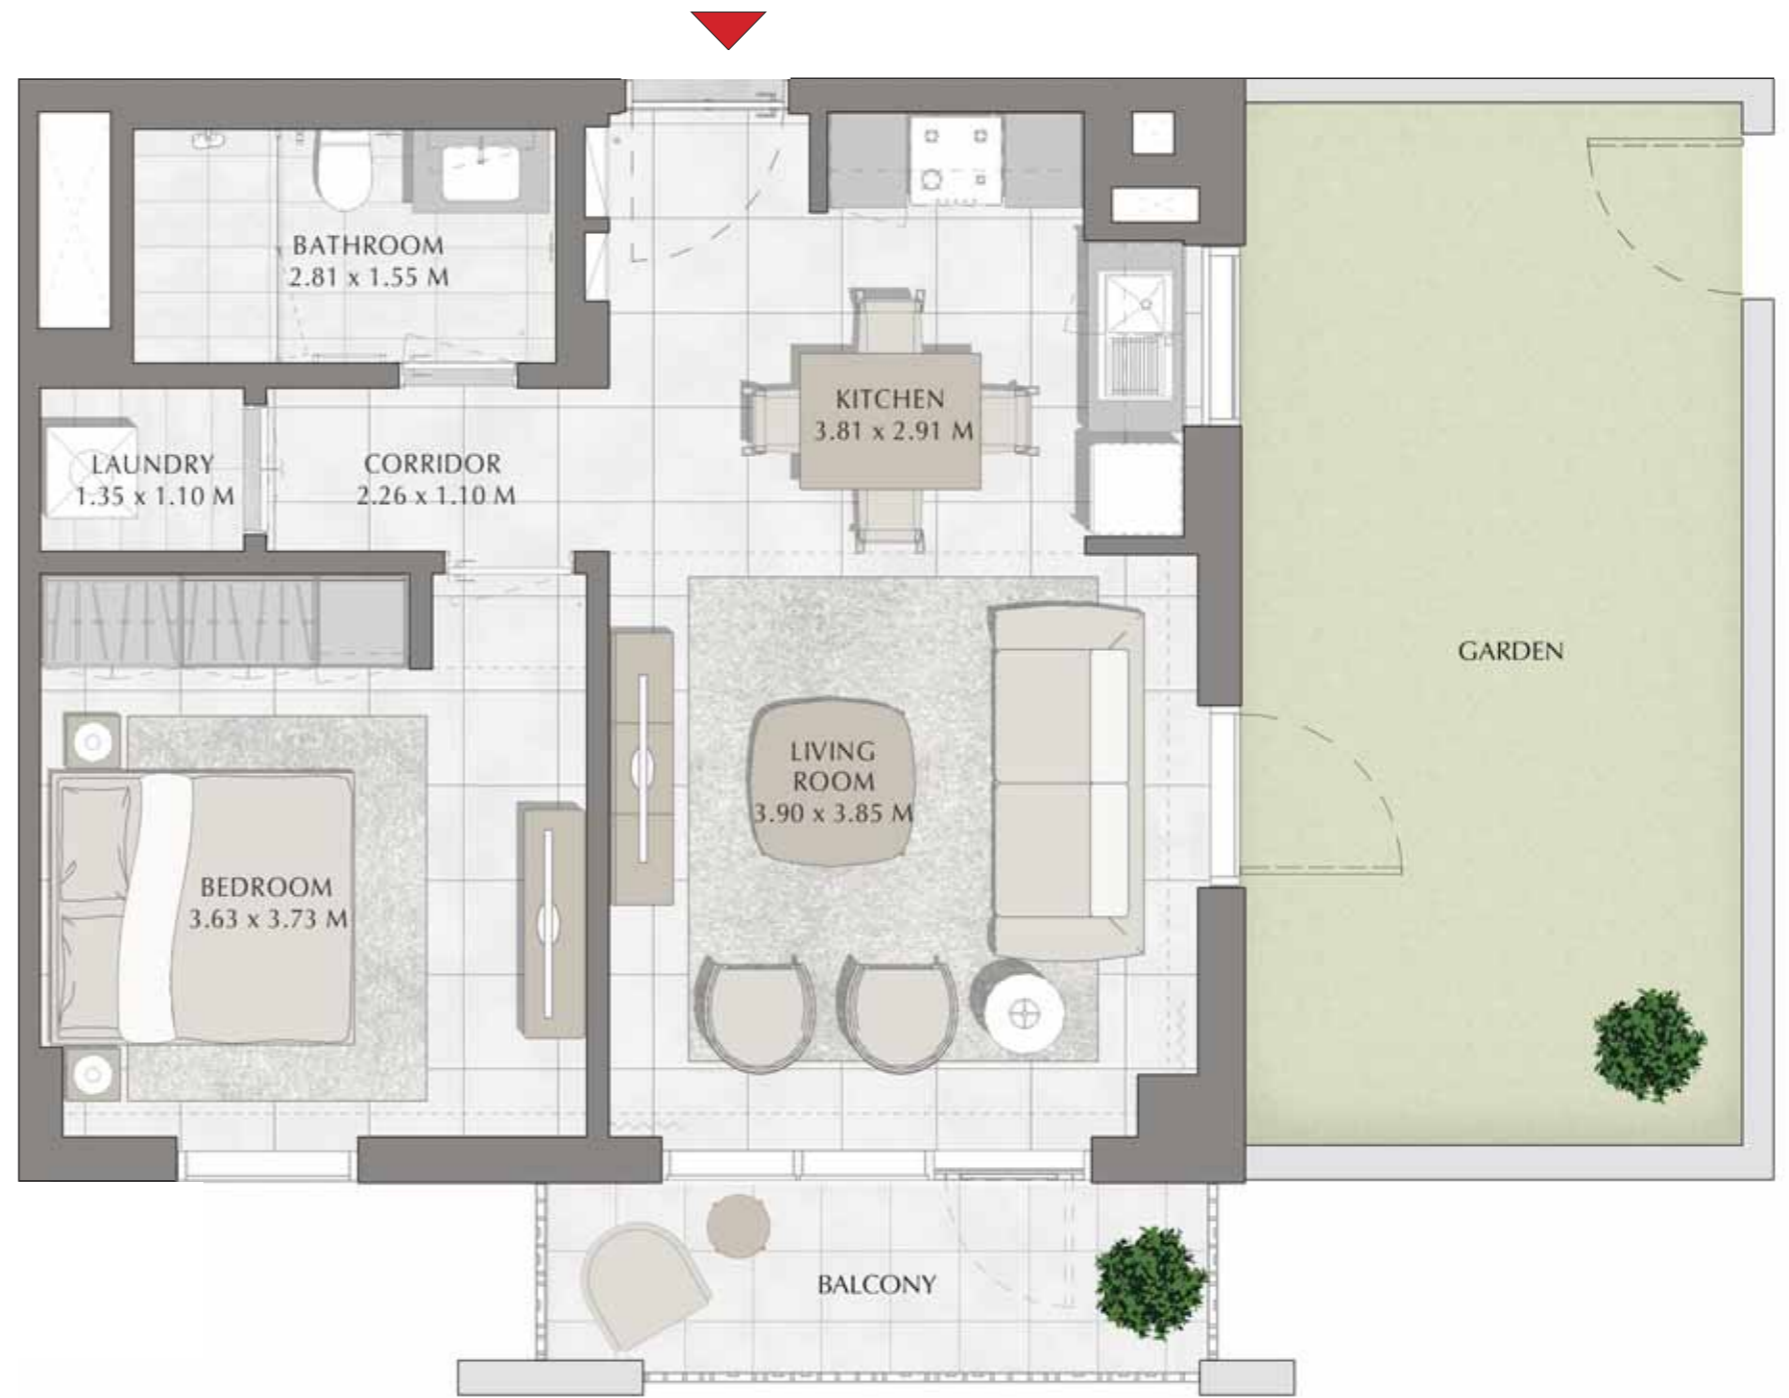 BATHROOM
2.81 x 1.55 M
KITCHEN
3.81 x 2.91 M
LAUNDRY
1.35 x 1.10 M
CORRIDOR
2.26 x 1.10 M
GARDEN
LIVING
ROOM
3.90 x 3.85 M
BEDROOM
3.63 x 3.73 M
BALCONY